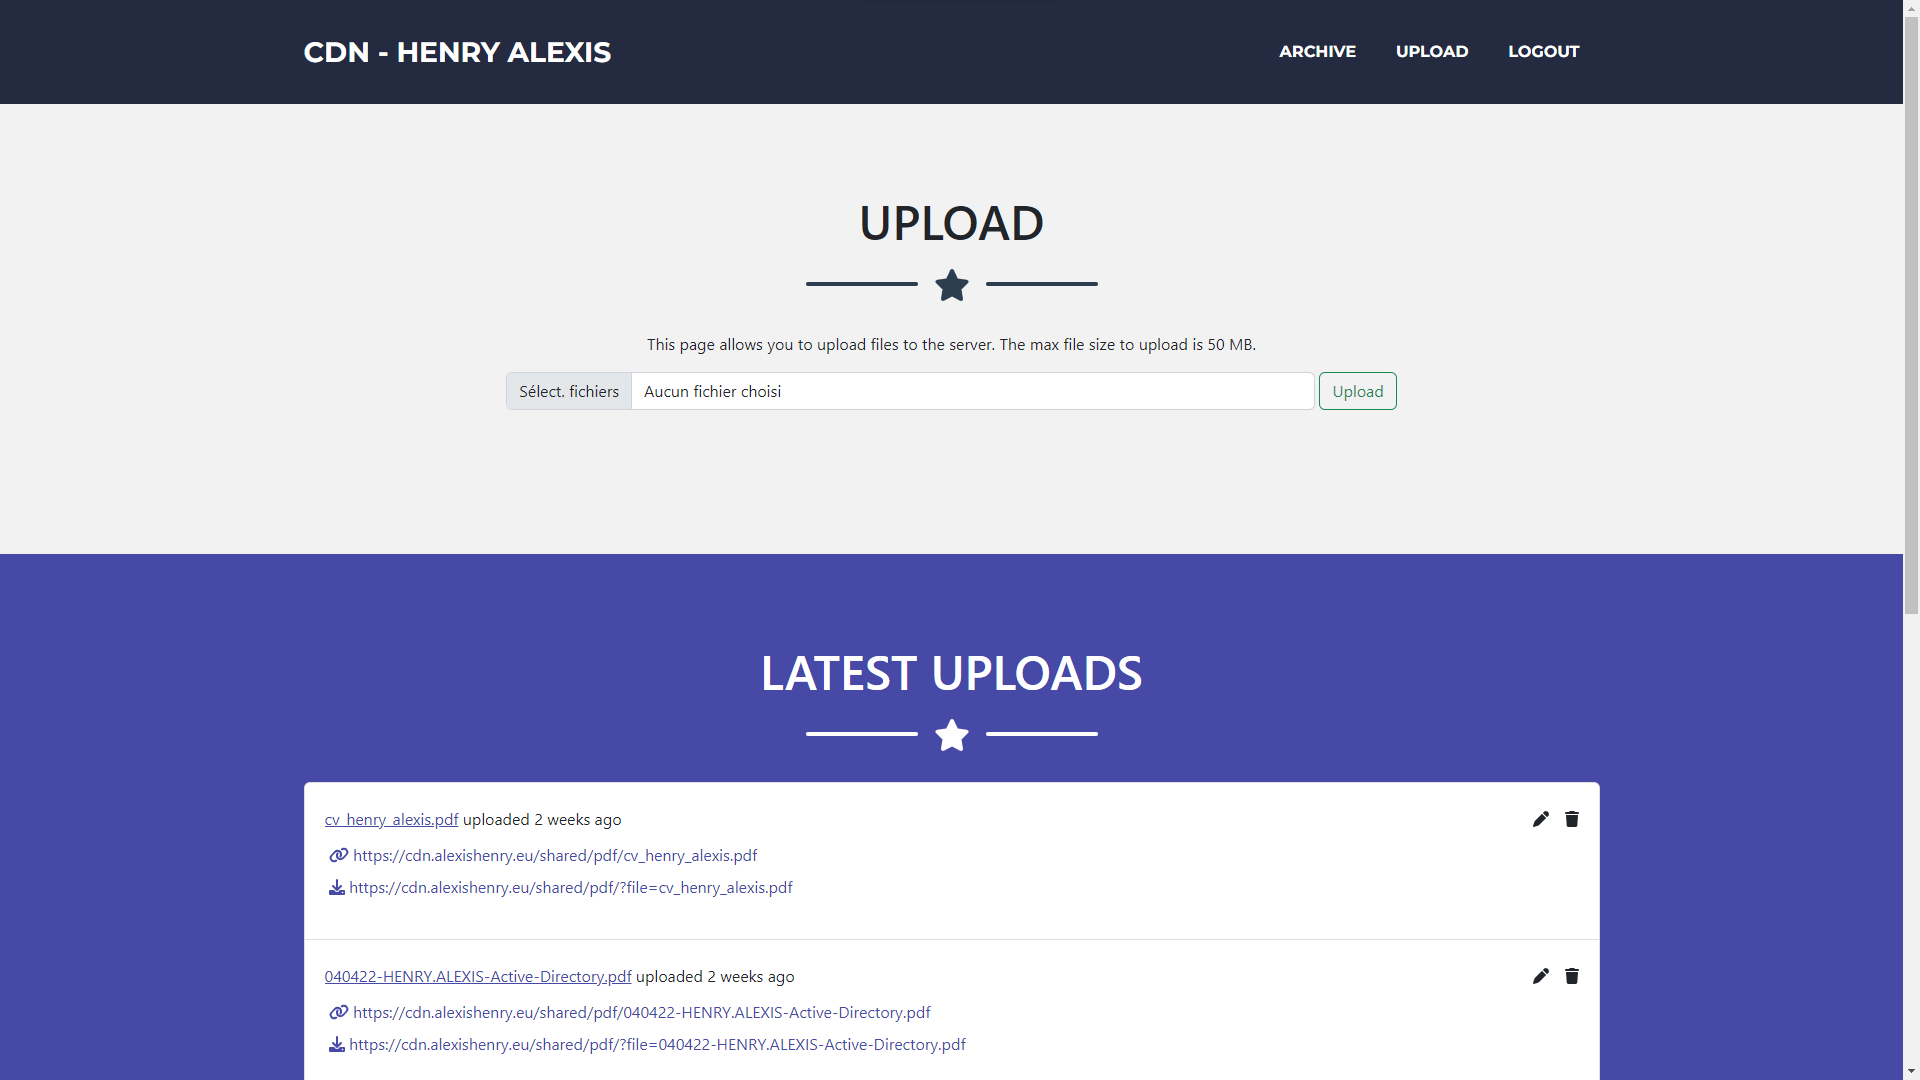 CDN - HENRY ALEXIS
ARCHIVE UPLOAD LOGOUT
UPLOAD
This page allows you to upload files to the server. The max file size to upload is 50 MB.
Sélect. fichiers Aucun fichier choisi Upload
LATEST UPLOADS
cv_henry_alexis.pdf uploaded 2 weeks ago
https://cdn.alexishenry.eu/shared/pdf/cv_henry_alexis.pdf
https://cdn.alexishenry.eu/shared/pdf/?file=cv_henry_alexis.pdf
040422-HENRY.ALEXIS-Active-Directory.pdf uploaded 2 weeks ago
https://cdn.alexishenry.eu/shared/pdf/040422-HENRY.ALEXIS-Active-Directory.pdf
https://cdn.alexishenry.eu/shared/pdf/?file=040422-HENRY.ALEXIS-Active-Directory.pdf